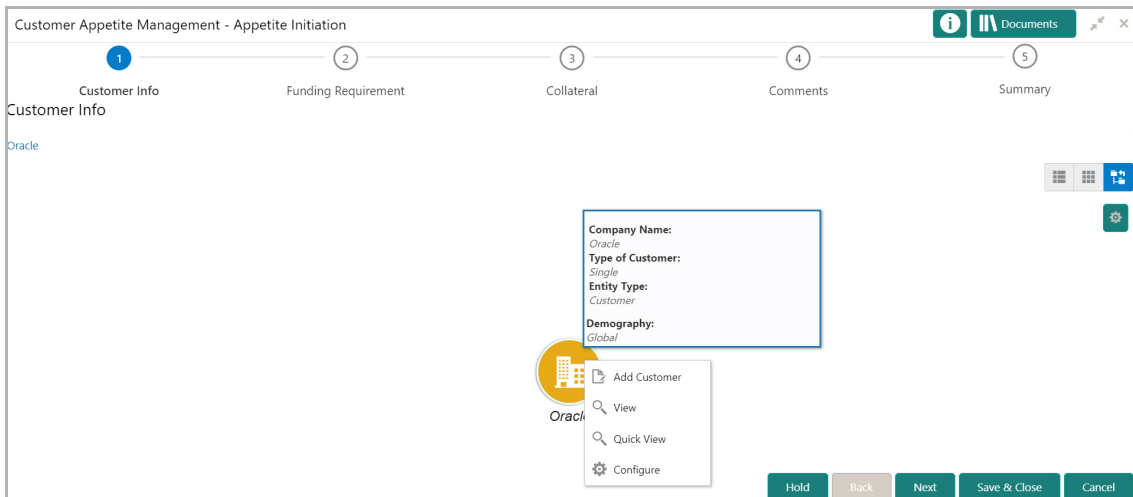 Customer Appetite Management - Appetite Initiation
i Documents
1 2 3 4 5
Customer Info Funding Requirement Collateral Comments Summary
Customer Info
Oracle
Company Name:
Oracle
Type of Customer:
Single
Entity Type:
Customer
Demography:
Global
Oracle
Add Customer
View
Quick View
Configure
Hold Back Next Save & Close Cancel